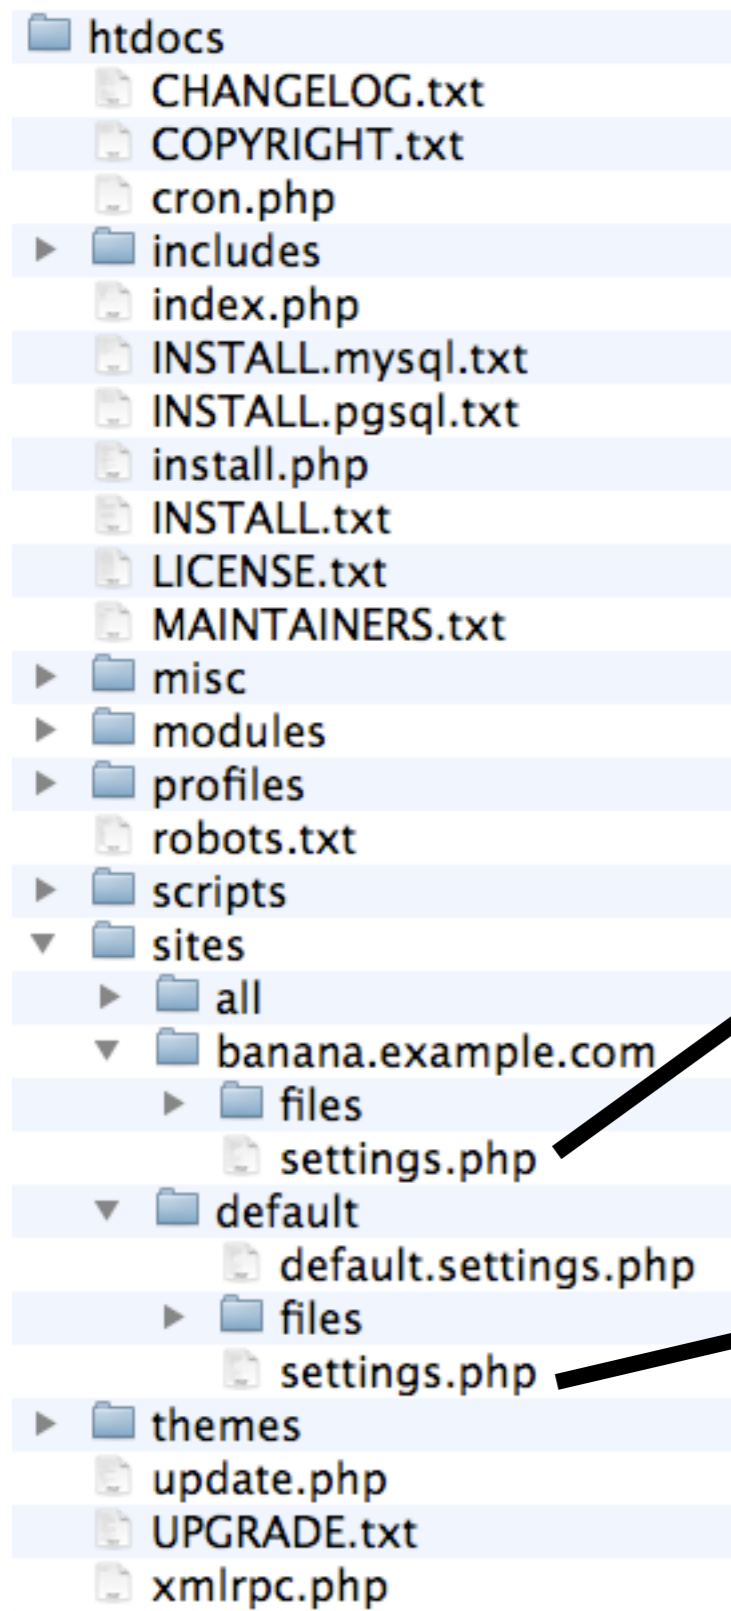 htdocs
CHANGELOG.txt
COPYRIGHT.txt
cron.php
includes
index.php
INSTALL.mysql.txt
INSTALL.pgsql.txt
install.php
INSTALL.txt
LICENSE.txt
MAINTAINERS.txt
misc
modules
profiles
robots.txt
scripts
sites
all
banana.example.com
files
settings.php
default
default.settings.php
files
settings.php
themes
update.php
UPGRADE.txt
xmlrpc.php